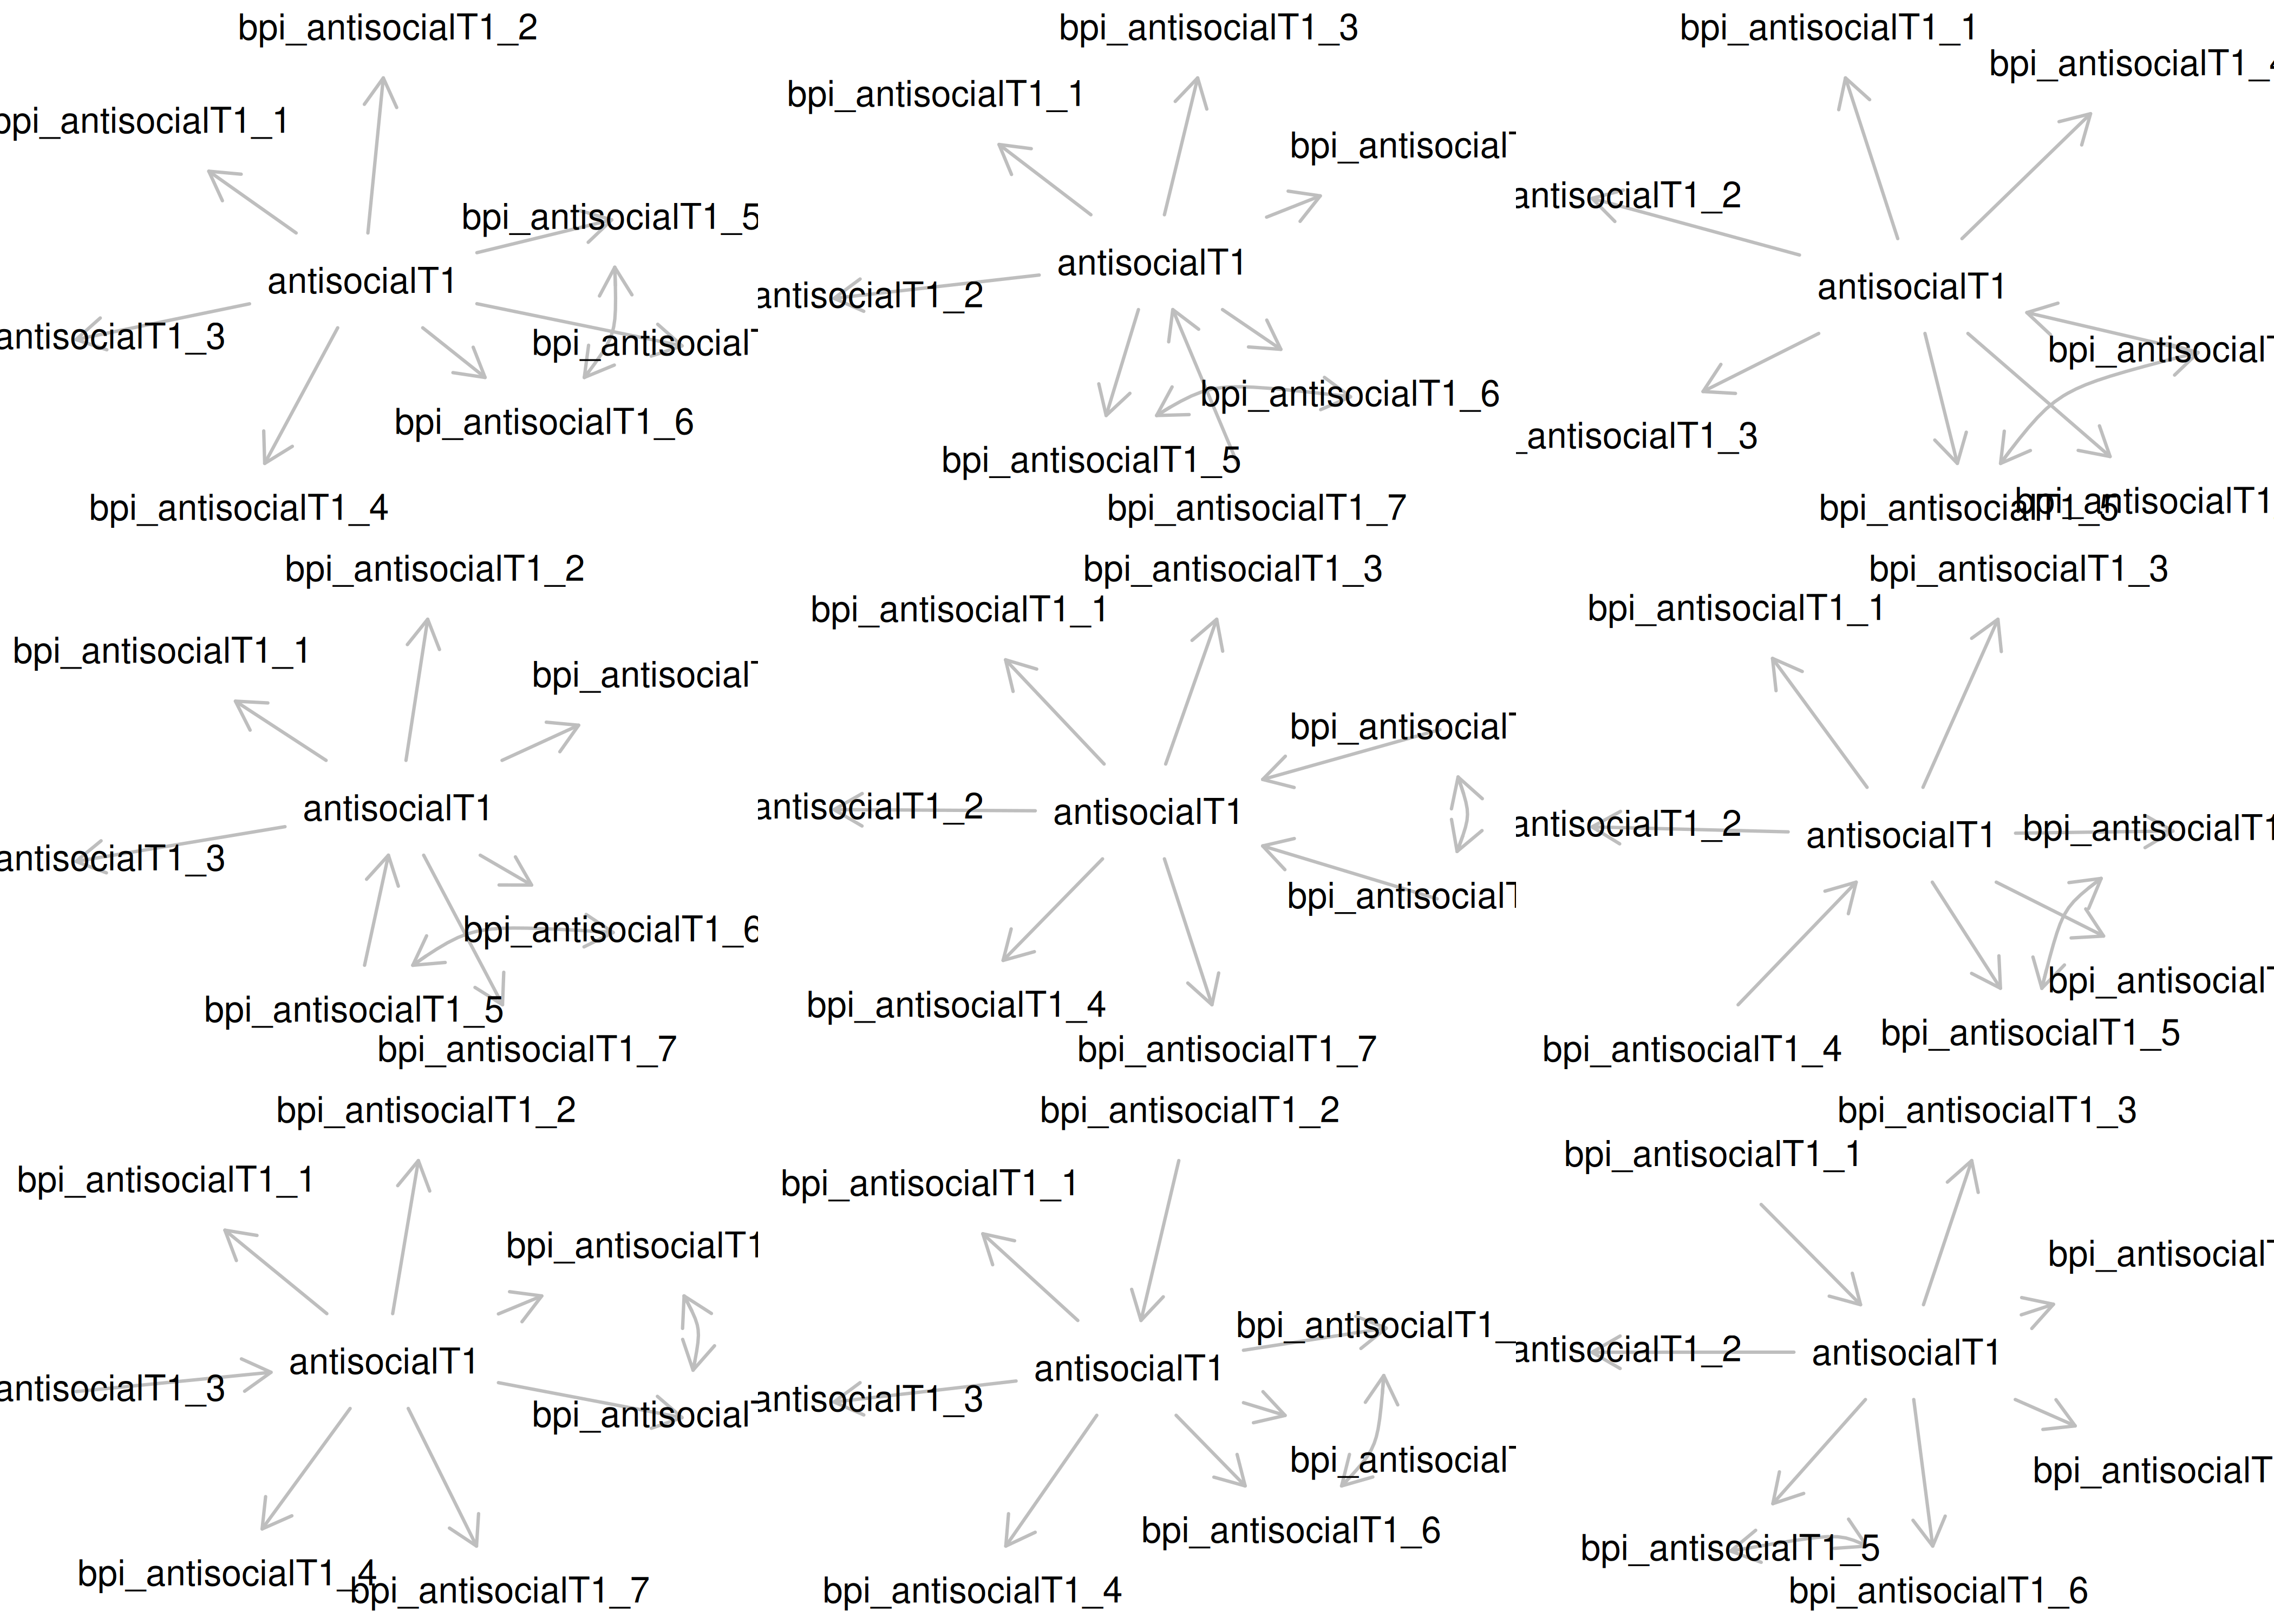 bpi_antisocialT1_2
bpi_antisocialT1_1
bpi_antisocialT1_5
antisocialT1
antisocialT1_3
bpi_antisocial
bpi_antisocialT1_6
bpi_antisocialT1_4
bpi_antisocialT1_3
bpi_antisocialT1_1
bpi_antisocial
antisocialT1
antisocialT1_2
bpi_antisocialT1_6
bpi_antisocialT1_5
bpi_antisocialT1_7
bpi_antisocialT1_1
bpi_antisocialT1_4
antisocialT1_2
antisocialT1
bpi_antisocial
_antisocialT1_3
bpi_antisocialT1_5
bpi_antisocialT1
bpi_antisocialT1_2
bpi_antisocialT1_1
bpi_antisocial
antisocialT1
antisocialT1_3
bpi_antisocialT1_6
bpi_antisocialT1_5
bpi_antisocialT1_7
bpi_antisocialT1_3
bpi_antisocialT1_1
bpi_antisocial
antisocialT1_2
antisocialT1
bpi_antisocial
bpi_antisocialT1_4
bpi_antisocialT1_7
bpi_antisocialT1_3
bpi_antisocialT1_1
antisocialT1_2
antisocialT1
bpi_antisocialT1
bpi_antisocial
bpi_antisocialT1_5
bpi_antisocialT1_4
bpi_antisocialT1_2
bpi_antisocialT1_1
bpi_antisocialT1
antisocialT1
antisocialT1_3
bpi_antisocial
bpi_antisocialT1_4
bpi_antisocialT1_7
bpi_antisocialT1_2
bpi_antisocialT1_1
bpi_antisocialT1_
antisocialT1
antisocialT1_3
bpi_antisocial
bpi_antisocialT1_6
bpi_antisocialT1_4
bpi_antisocialT1_3
bpi_antisocialT1_1
bpi_antisocial
antisocialT1_2
antisocialT1
bpi_antisocialT
bpi_antisocialT1_5
bpi_antisocialT1_6